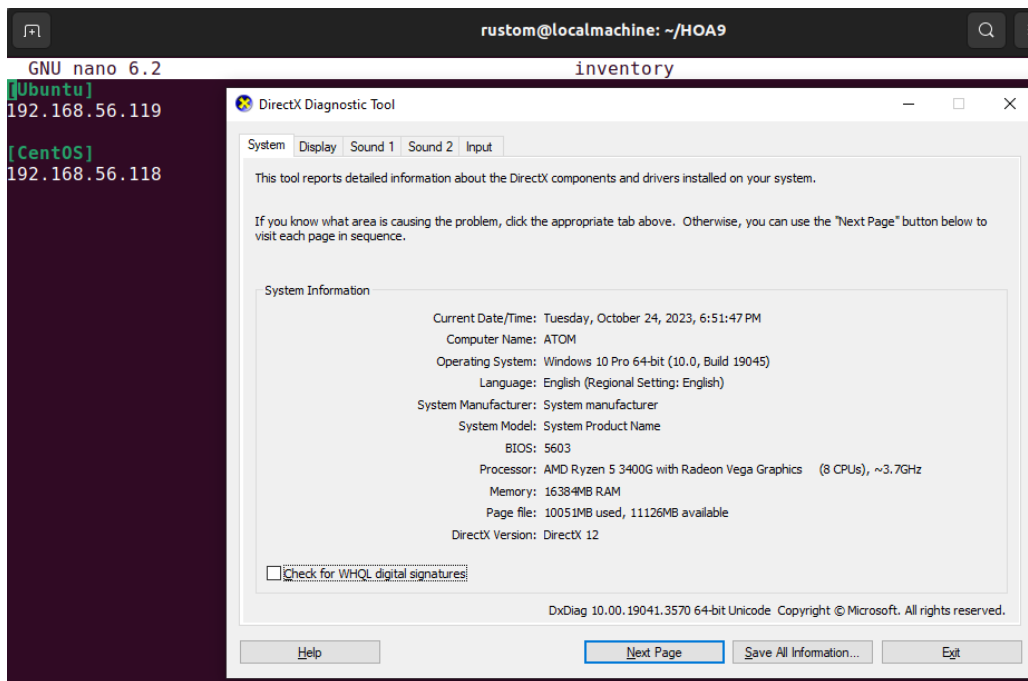 rustom@localmachine: ~/HOA9
GNU nano 6.2 inventory
[Ubuntu]
192.168.56.119
[CentOS]
192.168.56.118
DirectX Diagnostic Tool
System Display Sound 1 Sound 2 Input
This tool reports detailed information about the DirectX components and drivers installed on your system.
If you know what area is causing the problem, click the appropriate tab above. Otherwise, you can use the "Next Page" button below to
visit each page in sequence.
System Information
Current Date/Time: Tuesday, October 24, 2023, 6:51:47 PM
Computer Name: ATOM
Operating System: Windows 10 Pro 64-bit (10.0, Build 19045)
Language: English (Regional Setting: English)
System Manufacturer: System manufacturer
System Model: System Product Name
BIOS: 5603
Processor: AMD Ryzen 5 3400G with Radeon Vega Graphics (8 CPUs), ~3.7GHz
Memory: 16384MB RAM
Page file: 10051MB used, 11126MB available
DirectX Version: DirectX 12
Check for WHQL digital signatures
DxDiag 10.00.19041.3570 64-bit Unicode Copyright © Microsoft. All rights reserved.
Help Next Page Save All Information... Exit